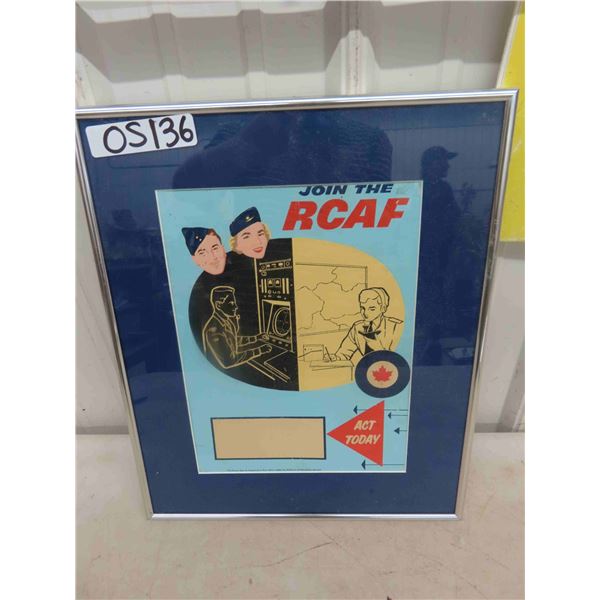 OS136
JOIN THE
RCAF
ACT
TODAY